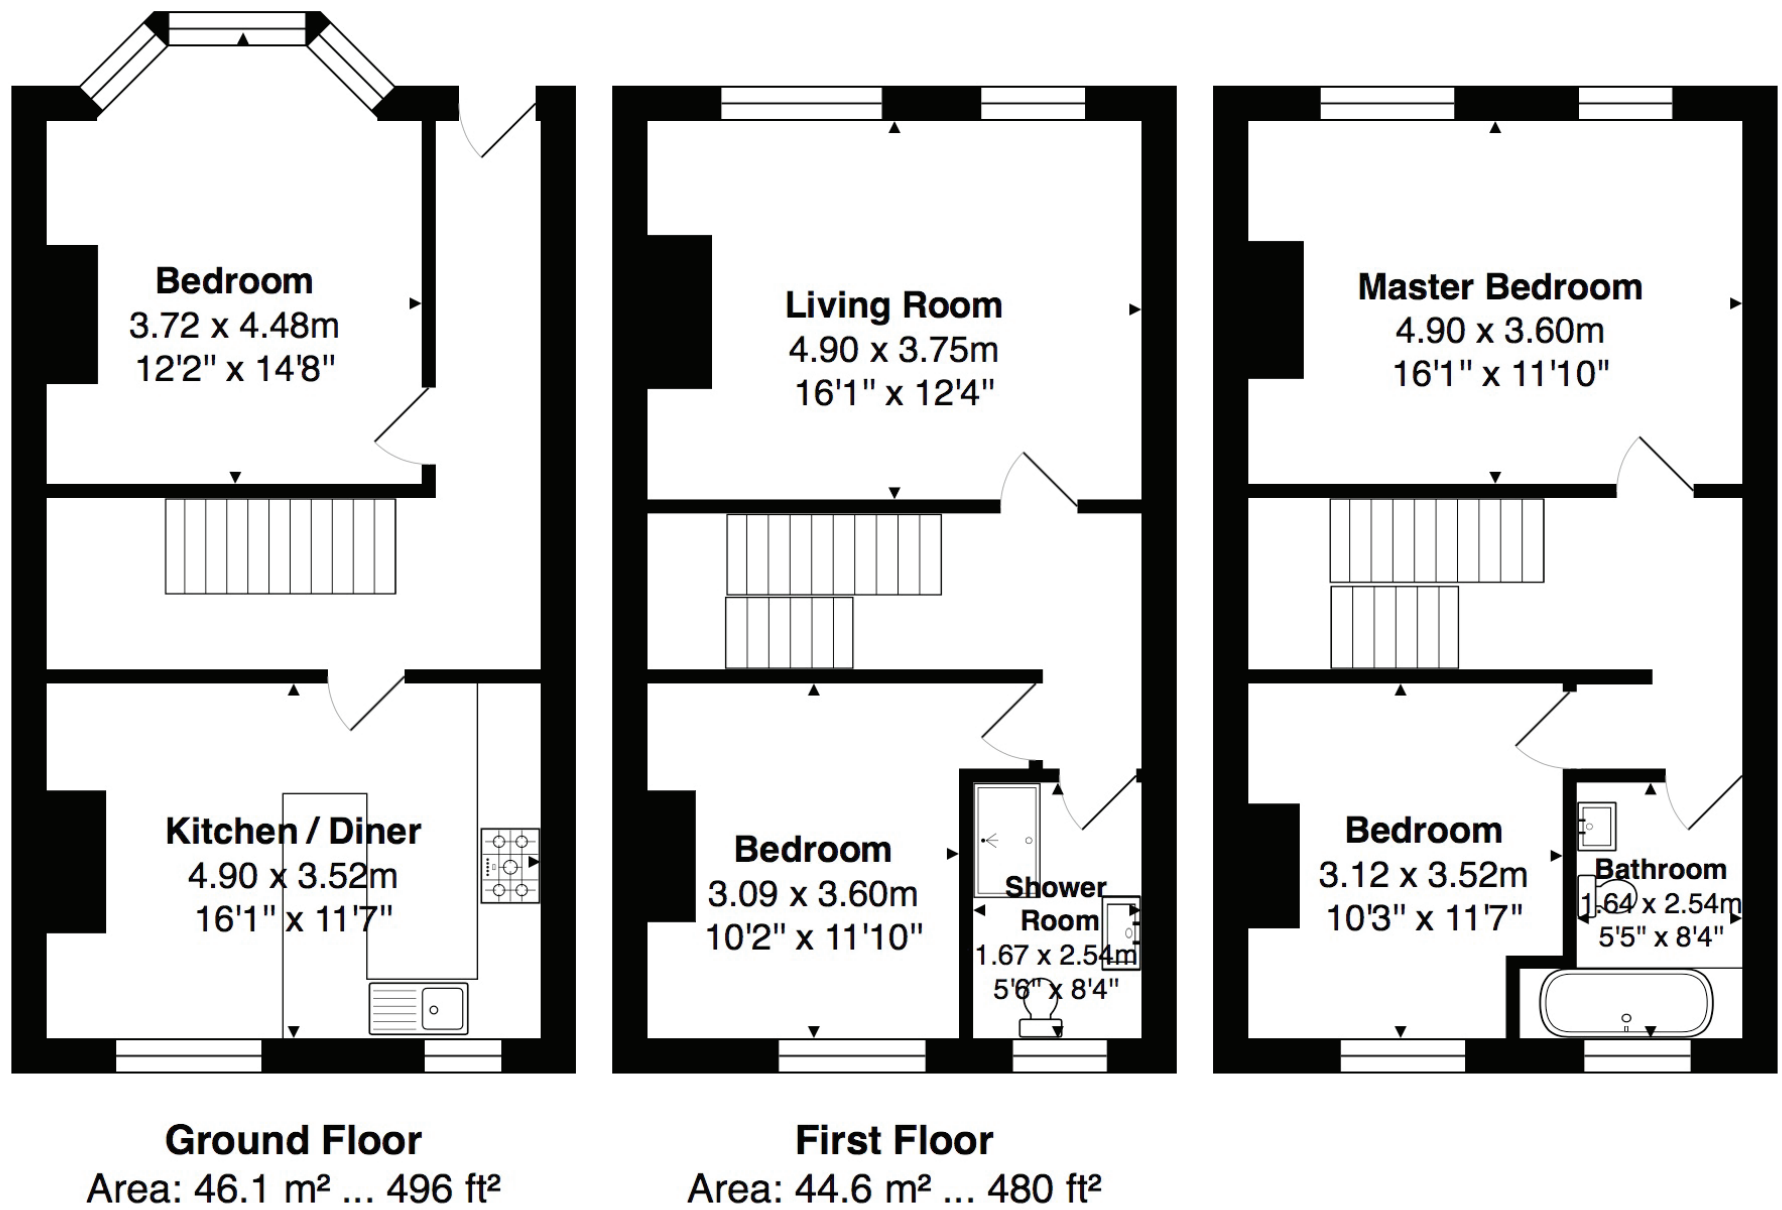 Bedroom
3.72 x 4.48m
12'2" x 14'8"
Kitchen / Diner
4.90 x 3.52m
16'1" x 11'7"
Ground Floor
Area: 46.1 m² ... 496 ft²
Living Room
4.90 x 3.75m
16'1" x 12'4"
Bedroom
3.09 x 3.60m
10'2" x 11'10"
Shower
Room
1.67 x 2.54m
5'6" x 8'4"
First Floor
Area: 44.6 m² ... 480 ft²
Master Bedroom
4.90 x 3.60m
16'1" x 11'10"
Bedroom
3.12 x 3.52m
10'3" x 11'7"
Bathroom
1.64 x 2.54m
5'5" x 8'4"